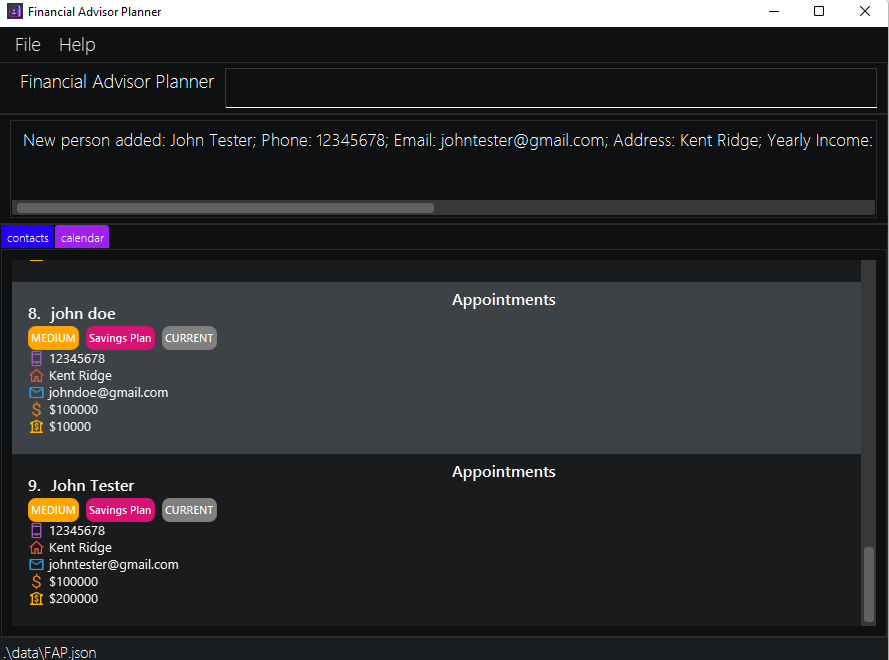 Financial Advisor Planner
File Help
Financial Advisor Planner
New person added: John Tester; Phone: 12345678; Email: johntester@gmail.com; Address: Kent Ridge; Yearly Income:
contacts calendar
Appointments
8. john doe
MEDIUM Savings Plan CURRENT
12345678
Kent Ridge
johndoe@gmail.com
$100000
$10000
Appointments
9. John Tester
MEDIUM Savings Plan CURRENT
12345678
Kent Ridge
johntester@gmail.com
$100000
$200000
.\data\FAP.json